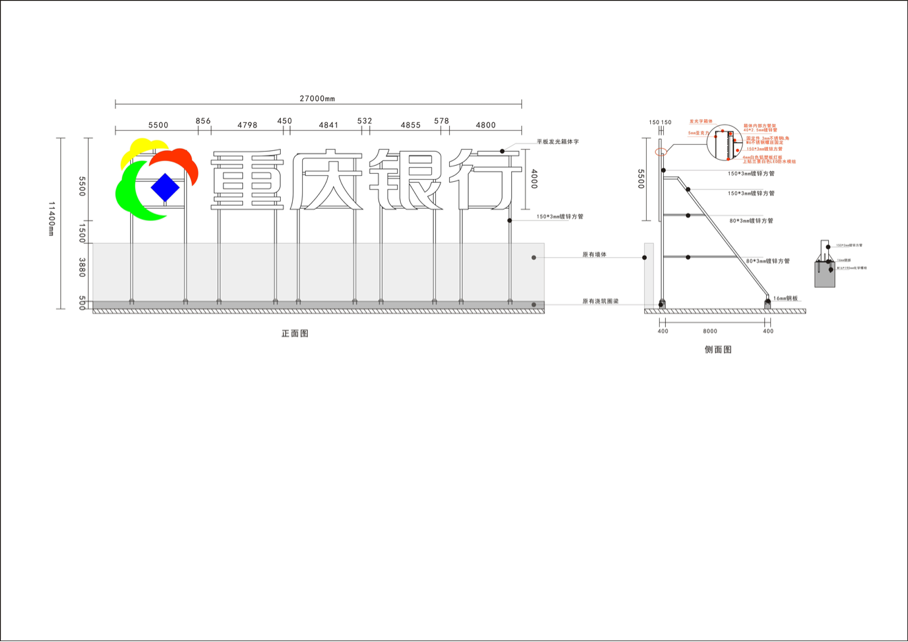 27000mm
5500 856 4798 450 4841 532 4855 578 4800
11400mm
5500
1500
3880
500
重庆银行
4000
平板发光箱体字
150*3mm镀锌方管
原有墙体
原有浇筑圈梁
正面图
150 150
5500
150*3mm镀锌方管
150*3mm镀锌方管
80*3mm镀锌方管
80*3mm镀锌方管
16mm钢板
400 8000 400
侧面图